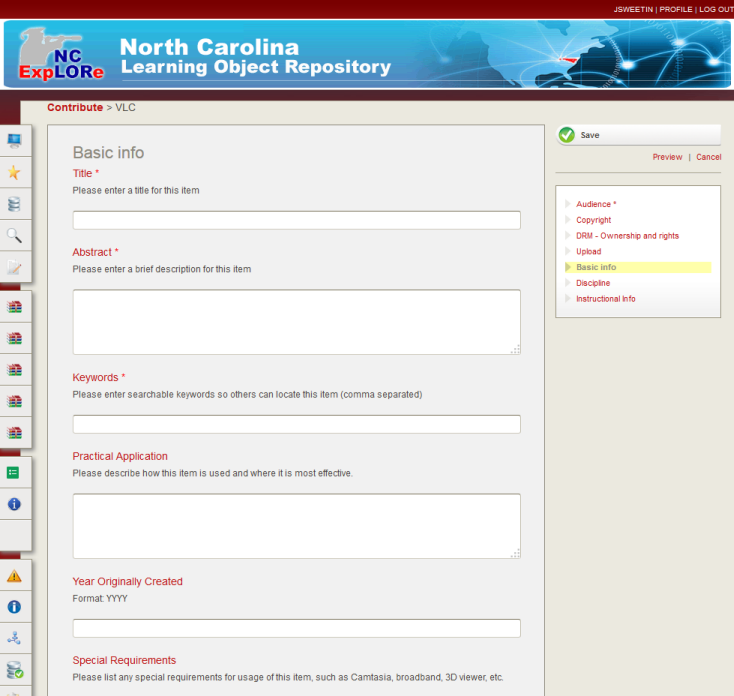 JSWEETIN | PROFILE | LOG OUT
NC
ExpLORe
North Carolina
Learning Object Repository
Contribute > VLC
Basic info
Title *
Please enter a title for this item
Abstract *
Please enter a brief description for this item
Keywords *
Please enter searchable keywords so others can locate this item (comma separated)
Practical Application
Please describe how this item is used and where it is most effective.
Year Originally Created
Format: YYYY
Special Requirements
Please list any special requirements for usage of this item, such as Camtasia, broadband, 3D viewer, etc.
Save
Preview | Cancel
Audience *
Copyright
DRM - Ownership and rights
Upload
Basic info
Discipline
Instructional Info